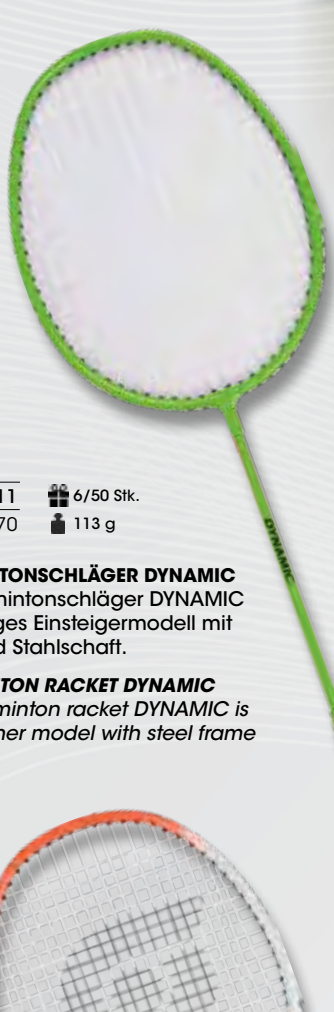 11 6/50 Stk.
70 113 g
DYNAMIC
TONSCHLÄGER DYNAMIC
mintonschläger DYNAMIC
ges Einsteigermodell mit
d Stahlschaft.
TON RACKET DYNAMIC
minton racket DYNAMIC is
ner model with steel frame